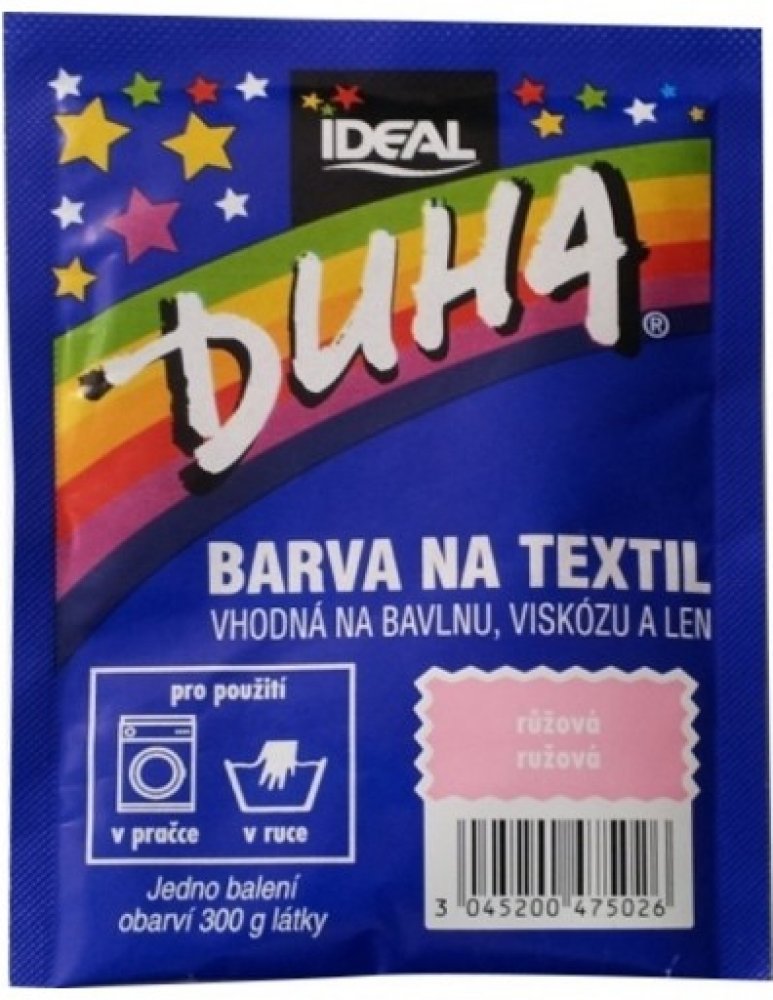 IDEAL
DUHA®
BARVA NA TEXTIL
VHODNÁ NA BAVLNU, VISKÓZU A LEN
pro použití
v pračce v ruce
Jedno balení
obarví 300 g látky
růžová
ružová
3 045200 475026